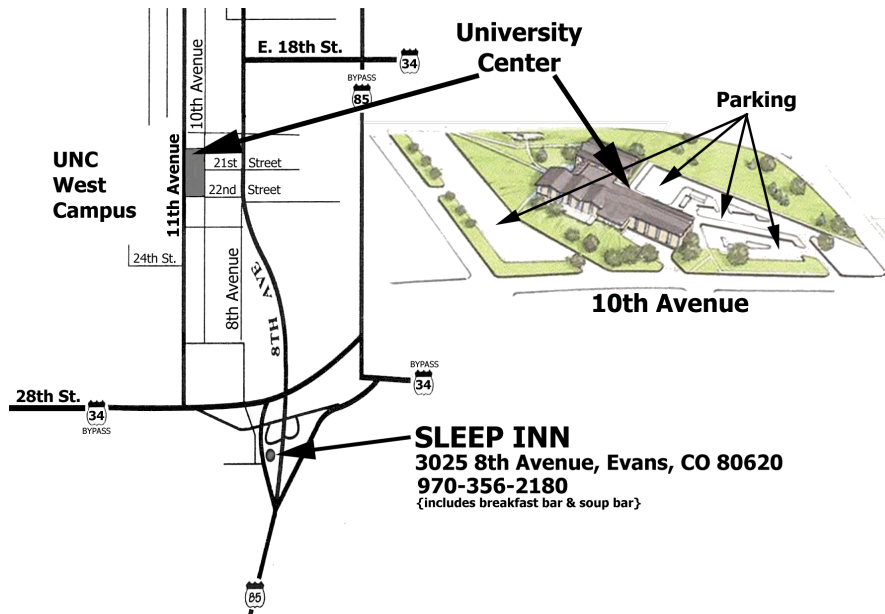 University
Center
E. 18th St.
34
BYPASS
85
10th Avenue
Parking
UNC
West
Campus
11th Avenue
21st Street
22nd Street
24th St.
8th Avenue
8TH AVE.
10th Avenue
BYPASS
34
28th St.
34
BYPASS
SLEEP INN
3025 8th Avenue, Evans, CO 80620
970-356-2180
{includes breakfast bar & soup bar}
85